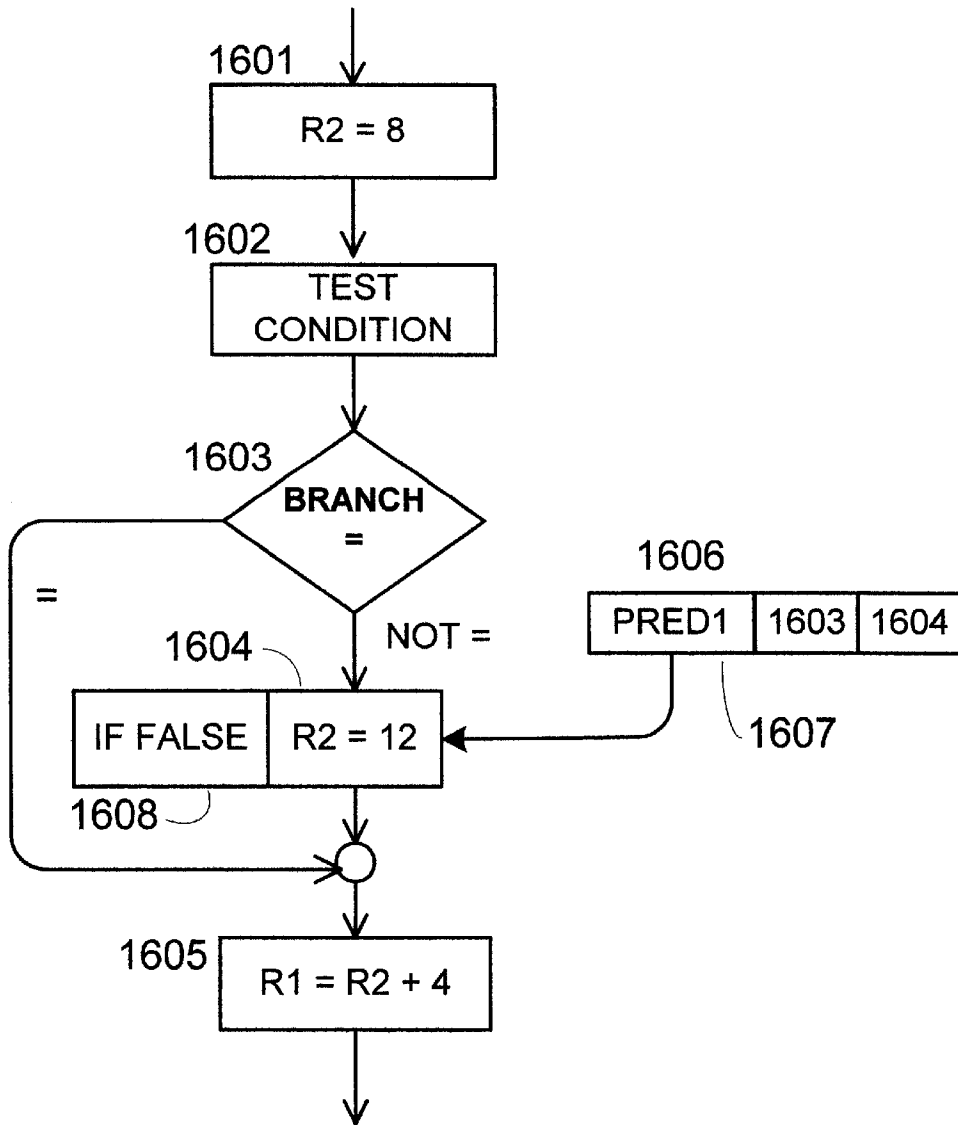 1601
R2 = 8
1602
TEST
CONDITION
1603
BRANCH
=
=
NOT =
1606
PRED1 1603 1604
1607
1604
IF FALSE R2 = 12
1608
1605
R1 = R2 + 4